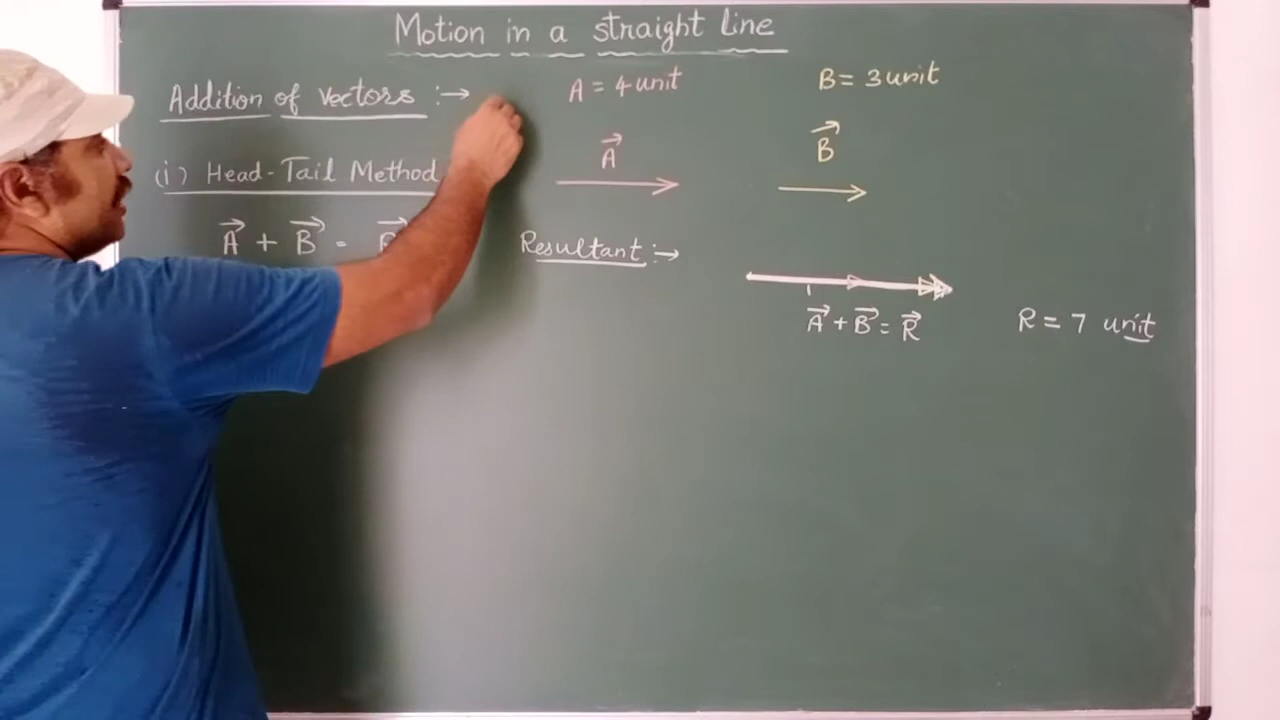 Motion in a straight line
Addition of vectors :→ A = 4 unit B = 3 unit
(i) Head-Tail Method A⃗ B⃗
A⃗ + B⃗ =
Resultant :→
A⃗ + B⃗ = R⃗ R = 7 unit